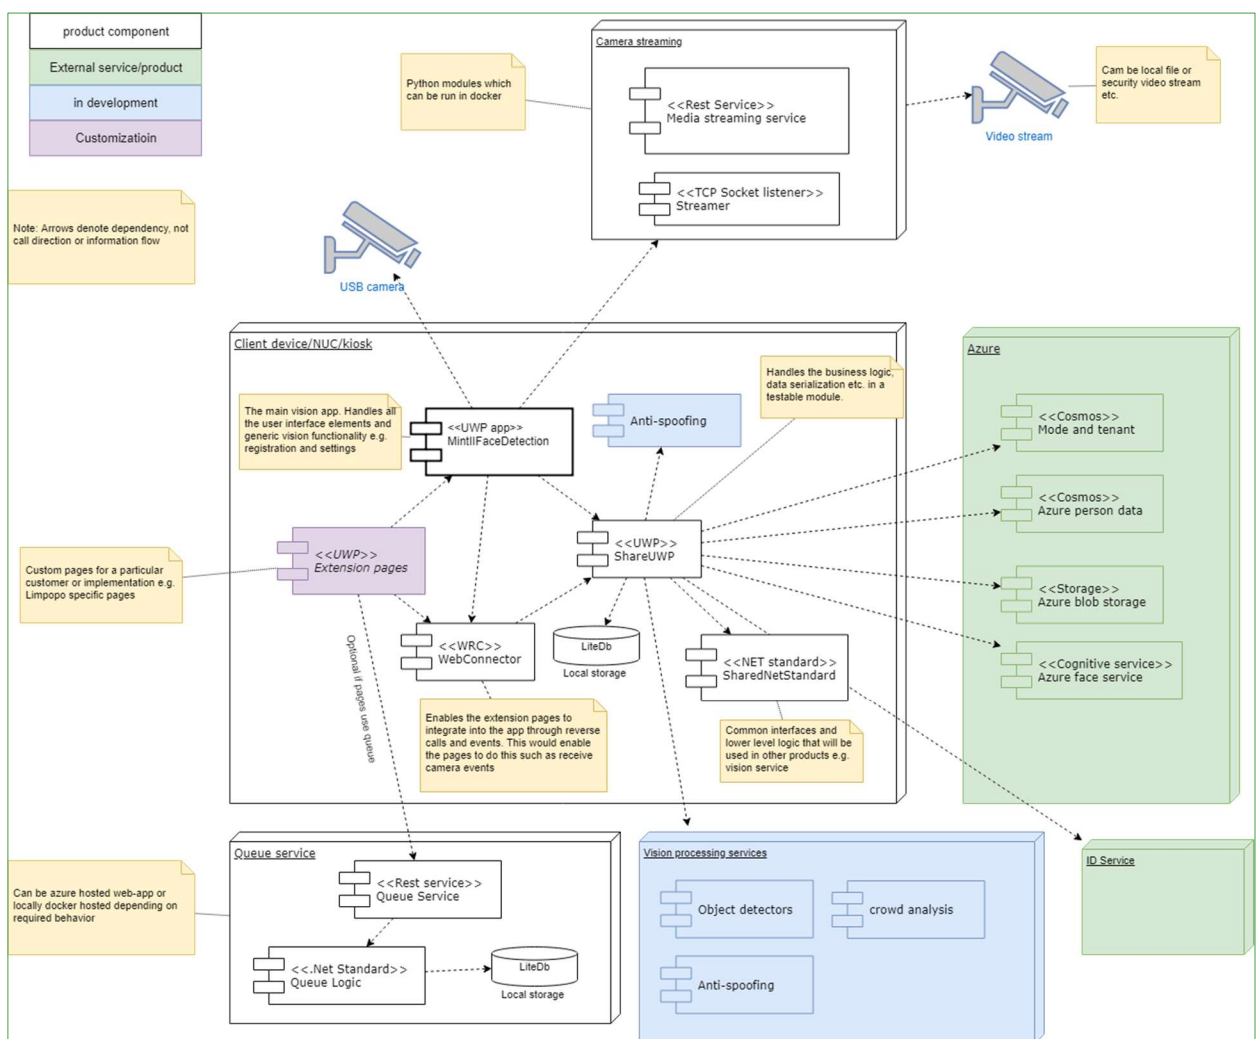 product component
External service/product
in development
Customizatioin
Note: Arrows denote dependency, not
call direction or information flow
Python modules which
can be run in docker
Camera streaming
<<Rest Service>>
Media streaming service
<<TCP Socket listener>>
Streamer
Video stream
Cam be local file or
security video stream
etc.
USB camera
Client device/NUC/kiosk
The main vision app. Handles all
the user interface elements and
generic vision functionality e.g.
registration and settings
<<UWP app>>
MintIIFaceDetection
Anti-spoofing
Handles the business logic,
data serialization etc. in a
testable module.
<<UWP>>
Extension pages
<<UWP>>
ShareUWP
Custom pages for a particular
customer or implementation e.g.
Limpopo specific pages
Optional if pages use queue
<<WRC>>
WebConnector
LiteDb
Local storage
<<NET standard>>
SharedNetStandard
Enables the extension pages to
integrate into the app through reverse
calls and events. This would enable
the pages to do this such as receive
camera events
Common interfaces and
lower level logic that will be
used in other products e.g.
vision service
Azure
<<Cosmos>>
Mode and tenant
<<Cosmos>
Azure person data
<<Storage>>
Azure blob storage
<<Cognitive service>>
Azure face service
Queue service
Can be azure hosted web-app or
locally docker hosted depending on
required behavior
<<Rest service>>
Queue Service
<<.Net Standard>>
Queue Logic
LiteDb
Local storage
Vision processing services
Object detectors
crowd analysis
Anti-spoofing
ID Service